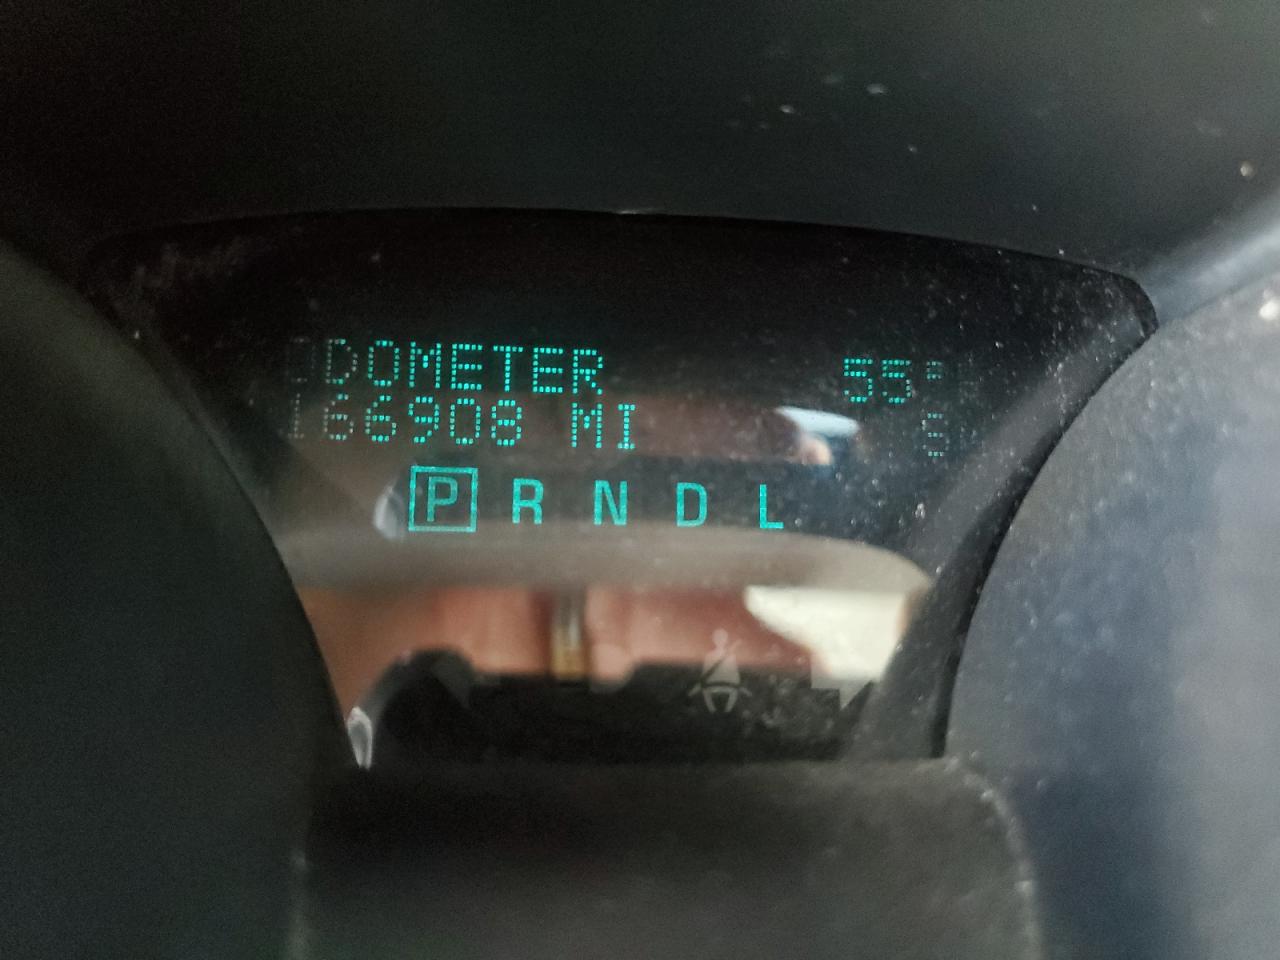 ODOMETER 55°
166908 MI S
P R N D L